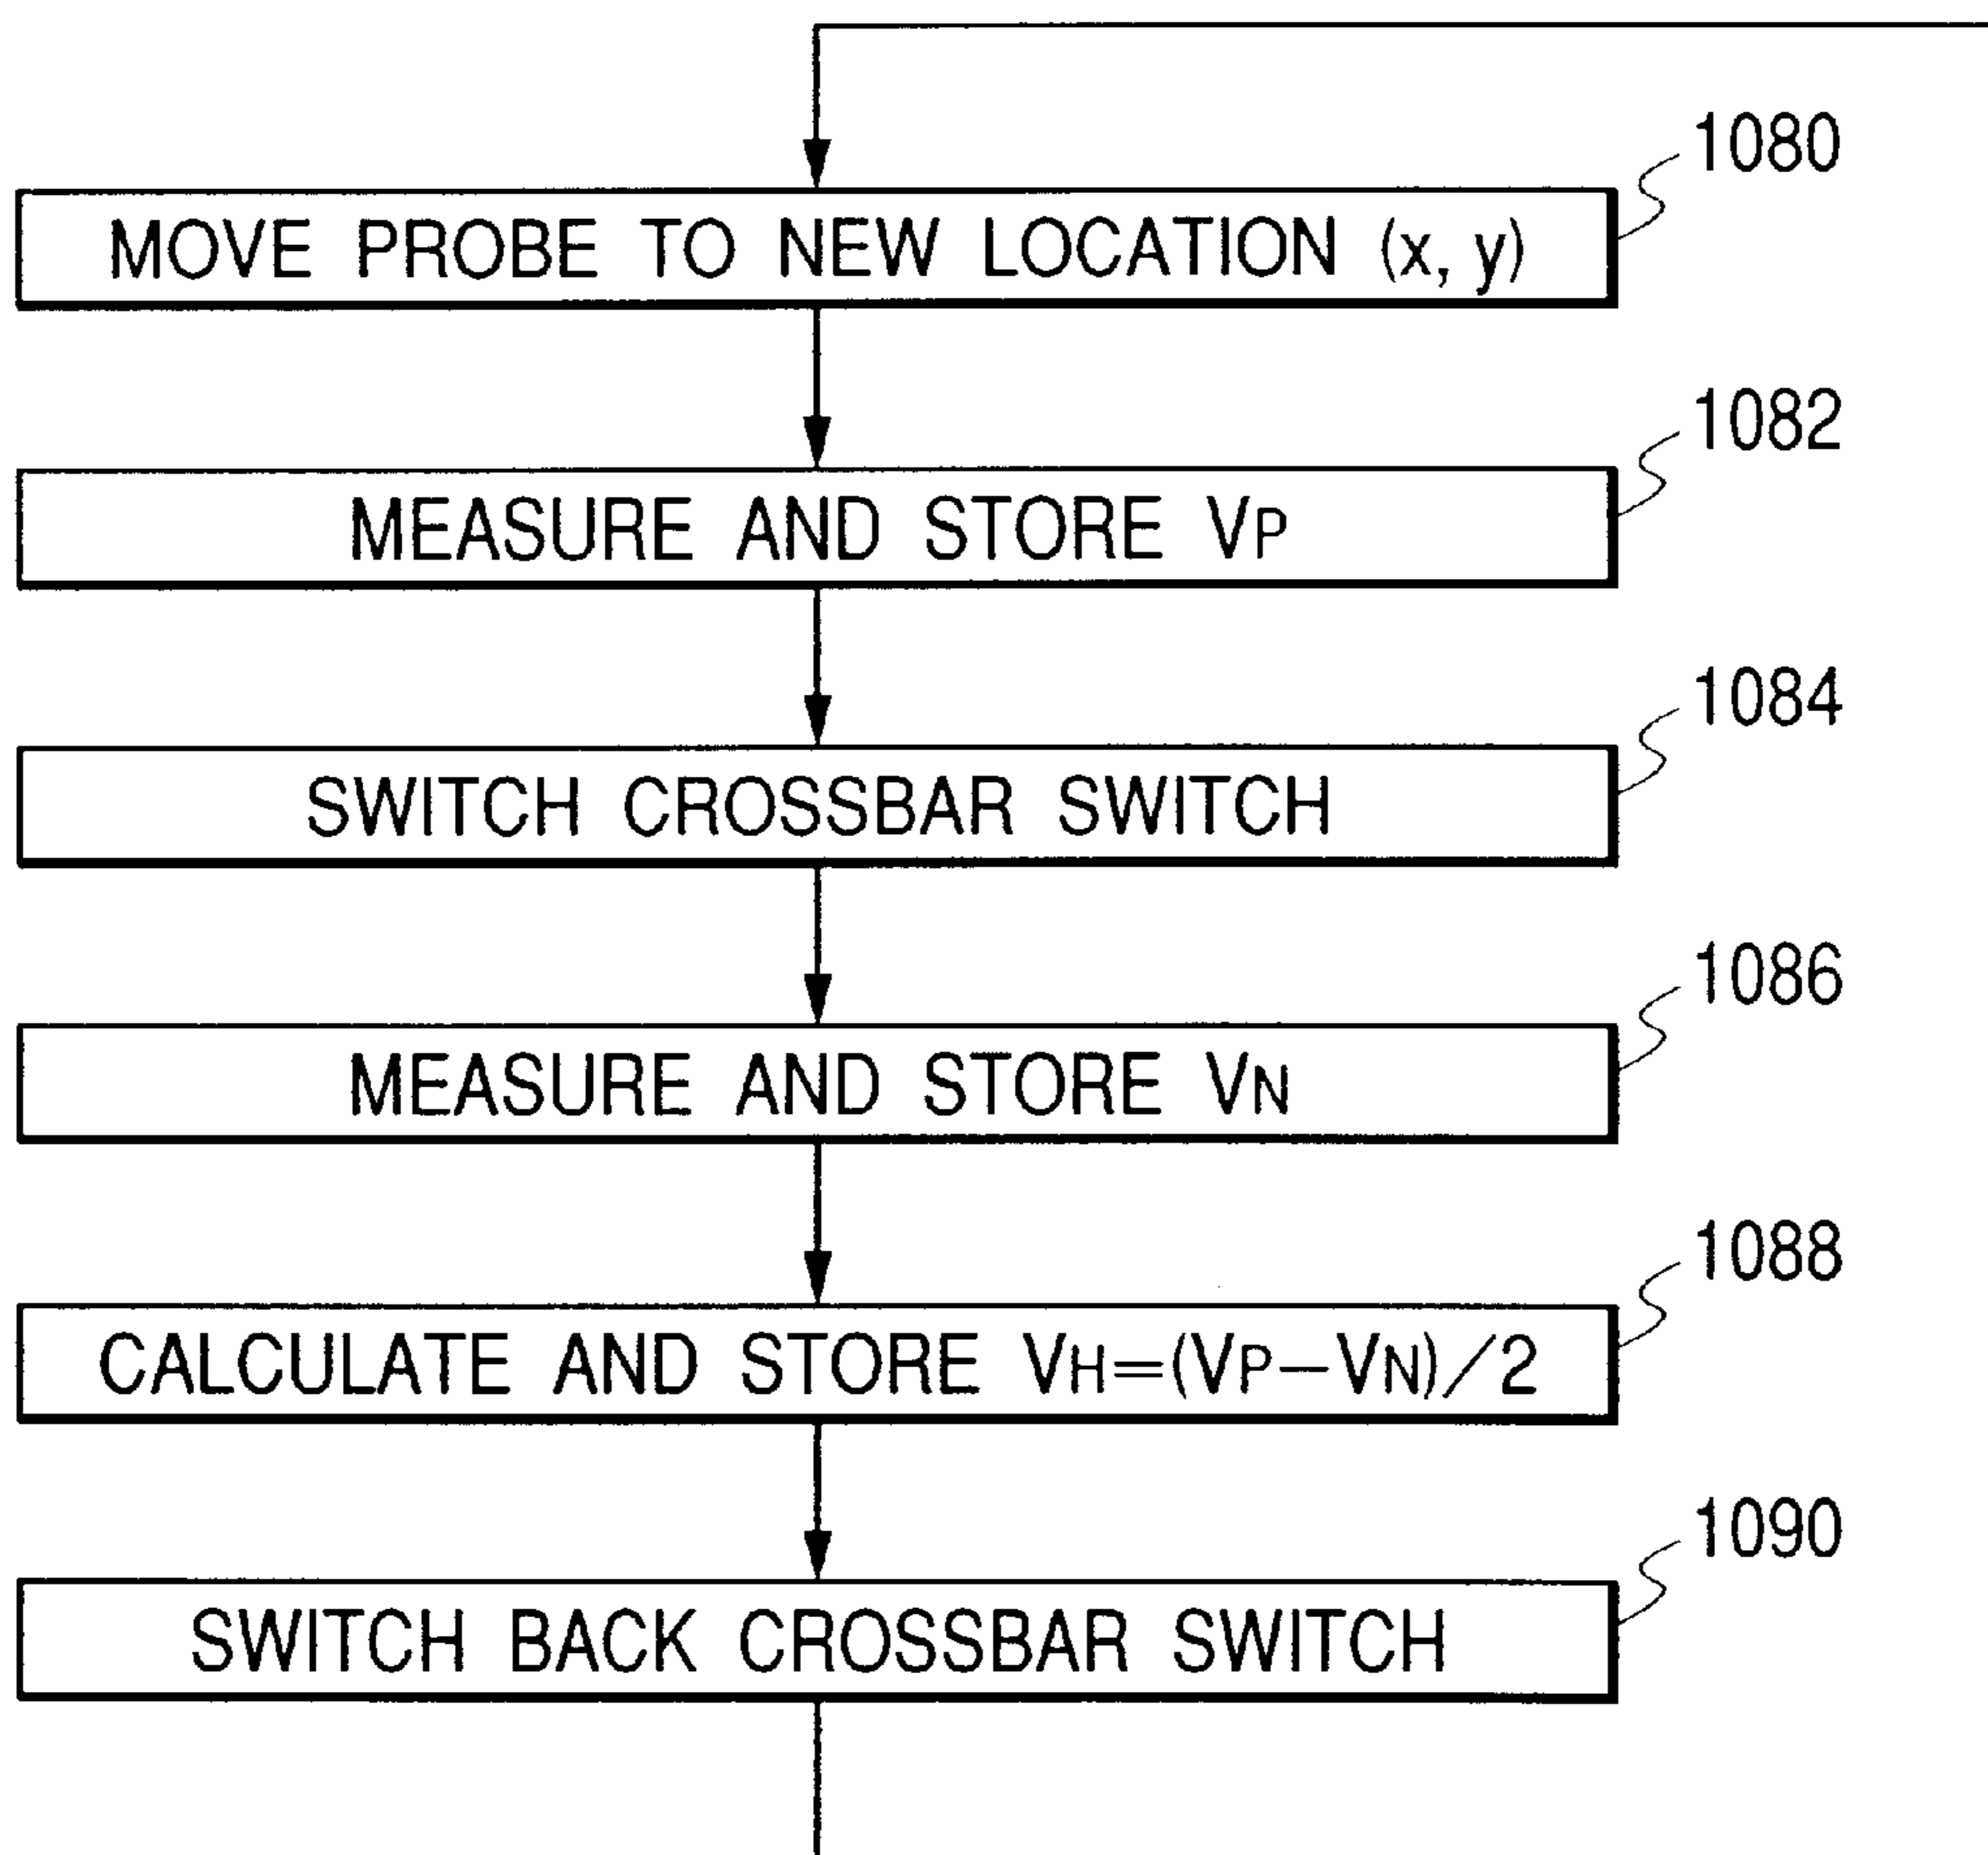 1080
MOVE PROBE TO NEW LOCATION (x, y)
1082
MEASURE AND STORE VP
1084
SWITCH CROSSBAR SWITCH
1086
MEASURE AND STORE VN
1088
CALCULATE AND STORE VH=(VP−VN)/2
1090
SWITCH BACK CROSSBAR SWITCH